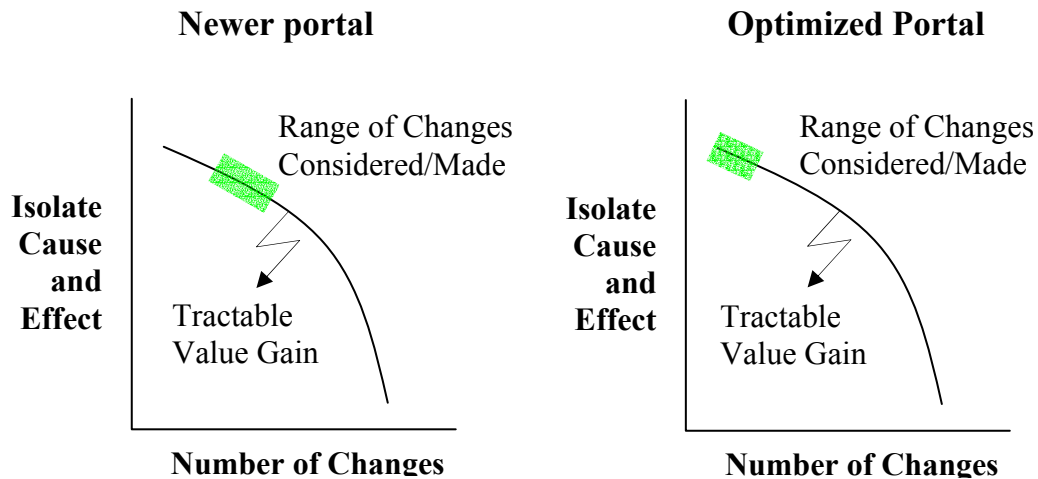 Newer portal
Range of Changes
Considered/Made
Isolate
Cause
and
Effect
Tractable
Value Gain
Number of Changes
Optimized Portal
Range of Changes
Considered/Made
Isolate
Cause
and
Effect
Tractable
Value Gain
Number of Changes